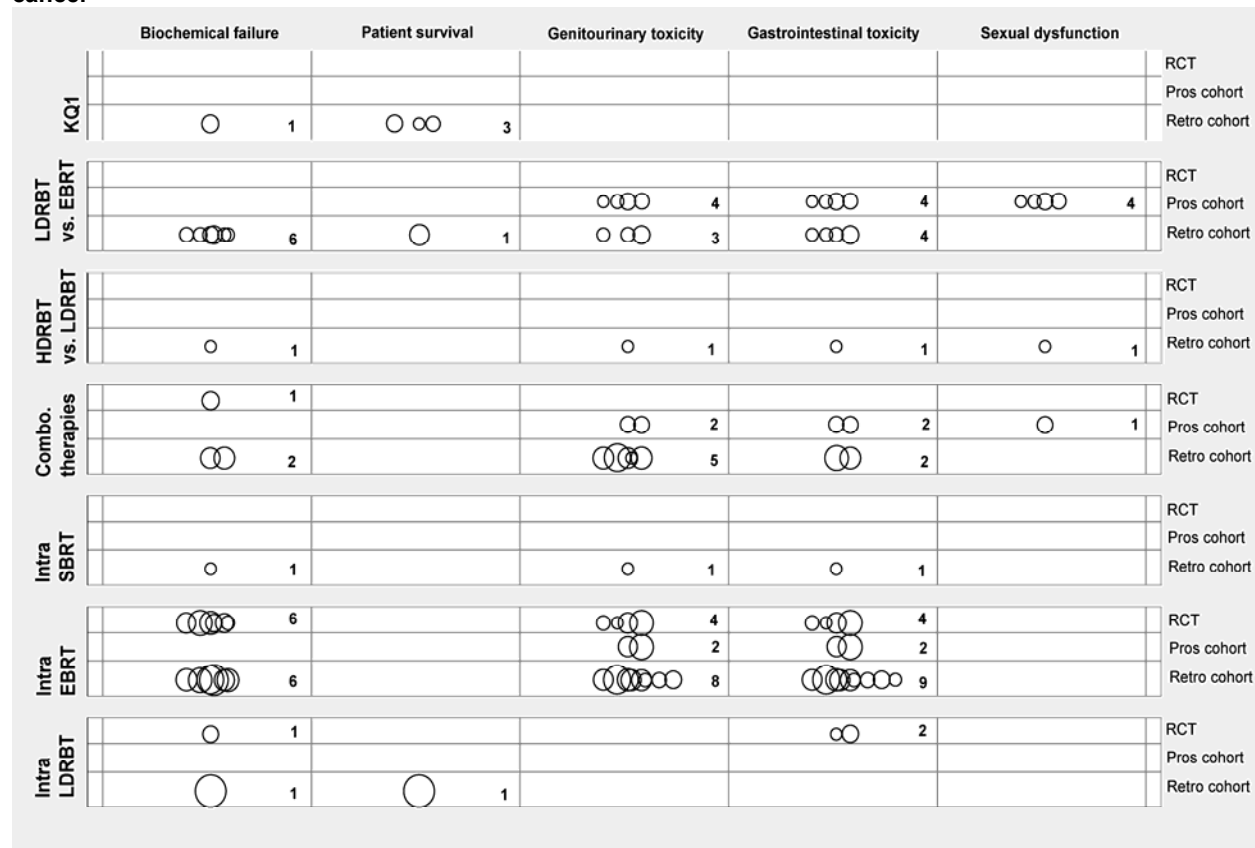 cancer
Biochemical failure Patient survival Genitourinary toxicity Gastrointestinal toxicity Sexual dysfunction
KQ1
RCT
Pros cohort
1 3 Retro cohort
LDRBT
vs. EBRT
RCT
4 4 4 Pros cohort
6 1 3 4 Retro cohort
HDRBT
vs. LDRBT
RCT
Pros cohort
1 1 1 1 Retro cohort
Combo.
therapies
1 RCT
2 2 1 Pros cohort
2 5 2 Retro cohort
Intra
SBRT
RCT
Pros cohort
1 1 1 Retro cohort
Intra
EBRT
6 4 4 RCT
2 2 Pros cohort
6 8 9 Retro cohort
Intra
LDRBT
1 2 RCT
Pros cohort
1 1 Retro cohort